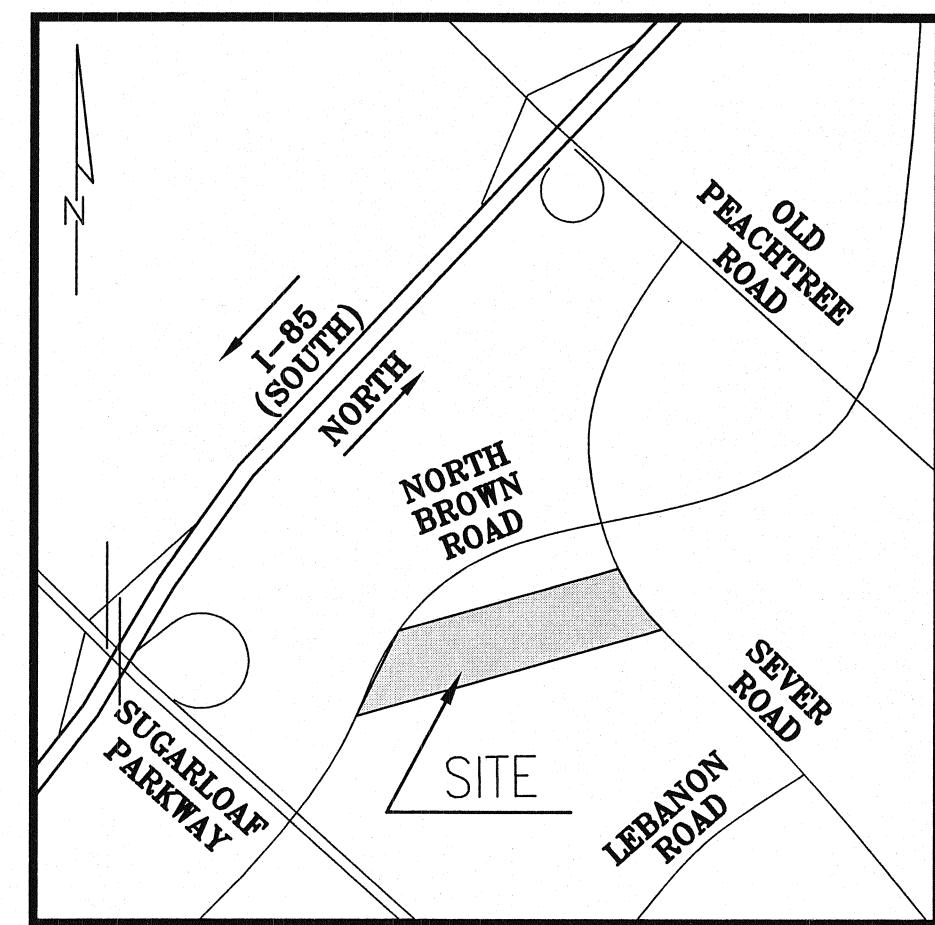 N
OLD
PEACHTREE
ROAD
I-85
(SOUTH)
NORTH
NORTH
BROWN
ROAD
SEVER
ROAD
SUGARLOAF
PARKWAY
SITE
LEBANON
ROAD